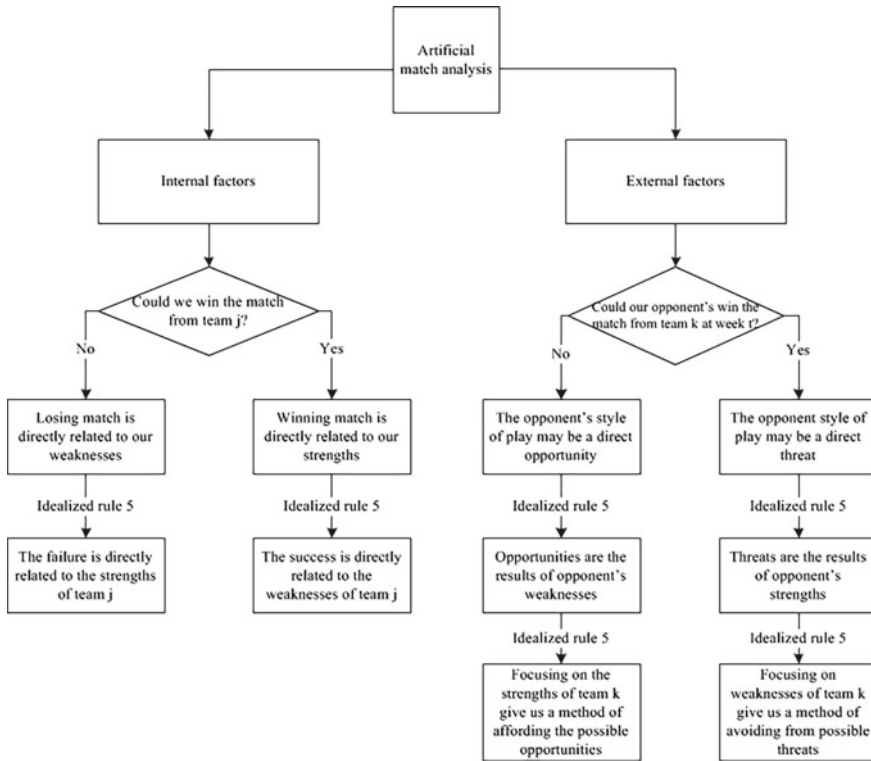 Artificial
match analysis
Internal factors
External factors
Could we win the match
from team j?
Could our opponent's win the
match from team k at week t?
No
Yes
No
Yes
Losing match is
directly related to our
weaknesses
Winning match is
directly related to our
strengths
The opponent's style
of play may be a direct
opportunity
The opponent style of
play may be a direct
threat
Idealized rule 5
Idealized rule 5
Idealized rule 5
Idealized rule 5
The failure is directly
related to the strengths
of team j
The success is directly
related to the
weaknesses of team j
Opportunities are the
results of opponent's
weaknesses
Threats are the results
of opponent's
strengths
Idealized rule 5
Idealized rule 5
Focusing on the
strengths of team k
give us a method of
affording the possible
opportunities
Focusing on
weaknesses of team k
give us a method of
avoiding from possible
threats